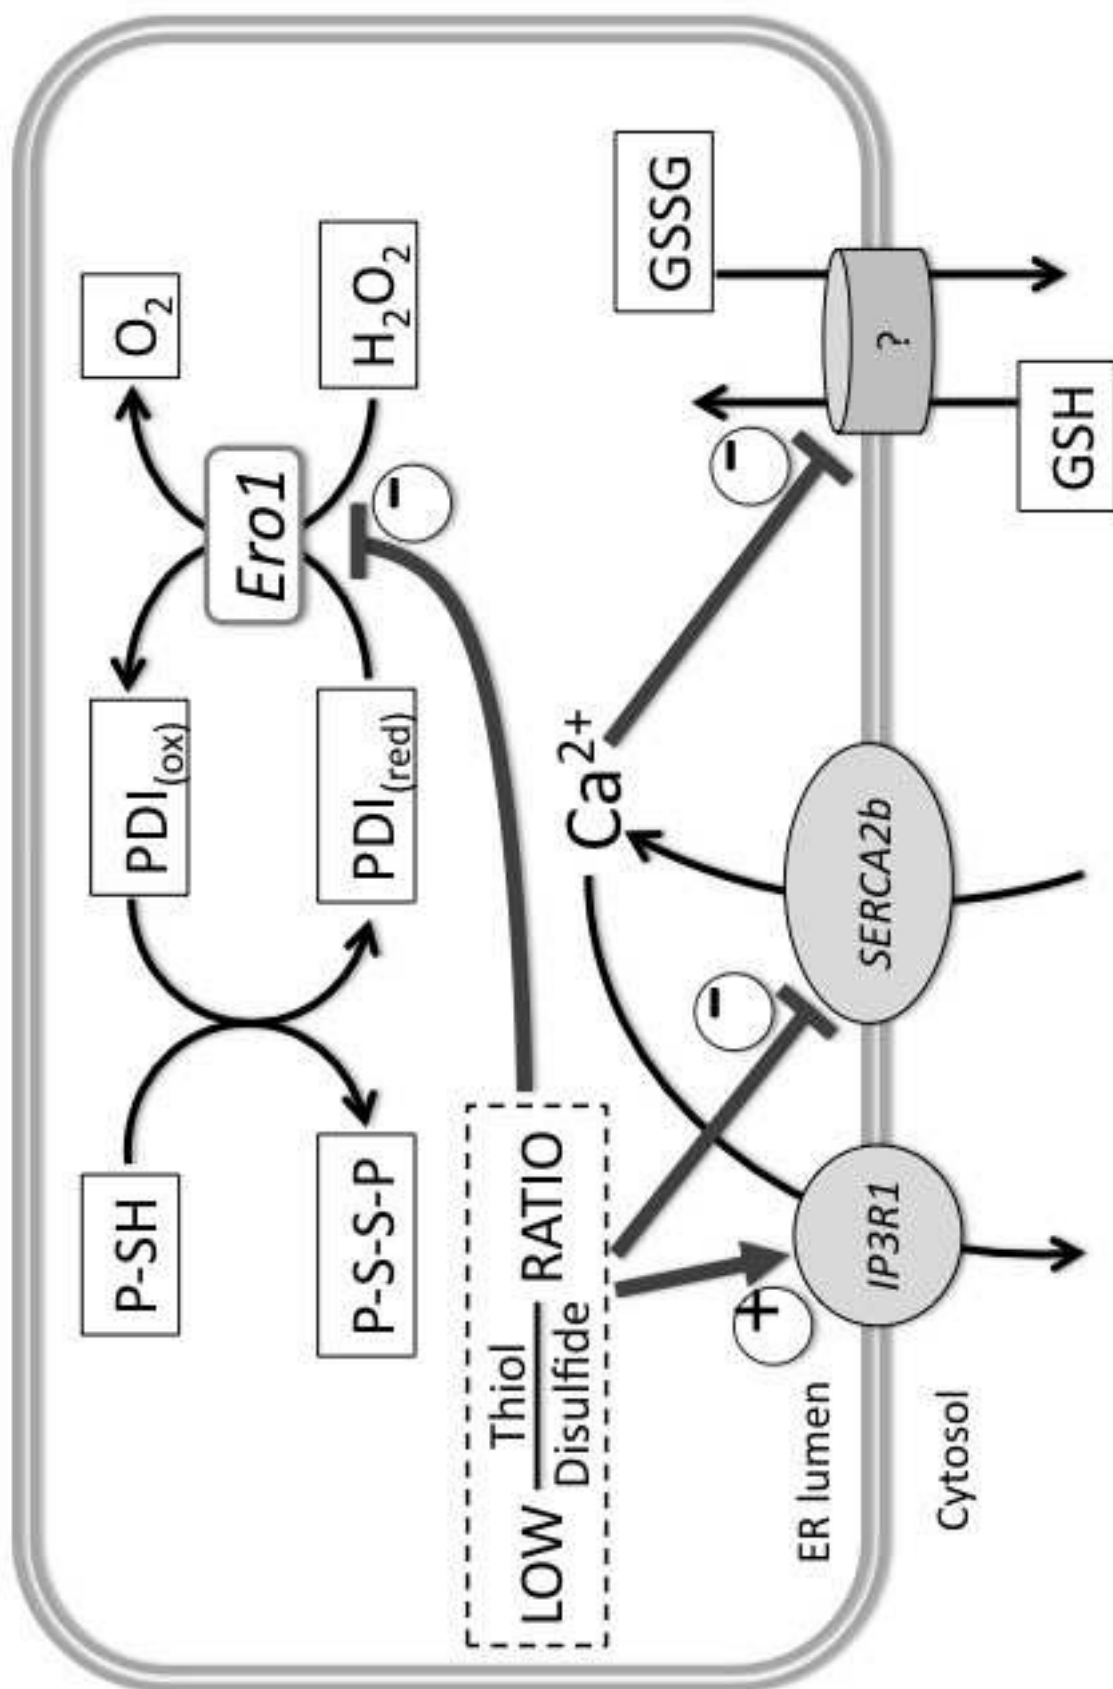 P-SH
PDI(ox)
O₂
Ero1
P-S-S-P
PDI(red)
H₂O₂
-
LOW Thiol RATIO
Disulfide
Ca²⁺
GSSG
+
-
-
ER lumen
IP3R1
SERCA2b
?
Cytosol
GSH